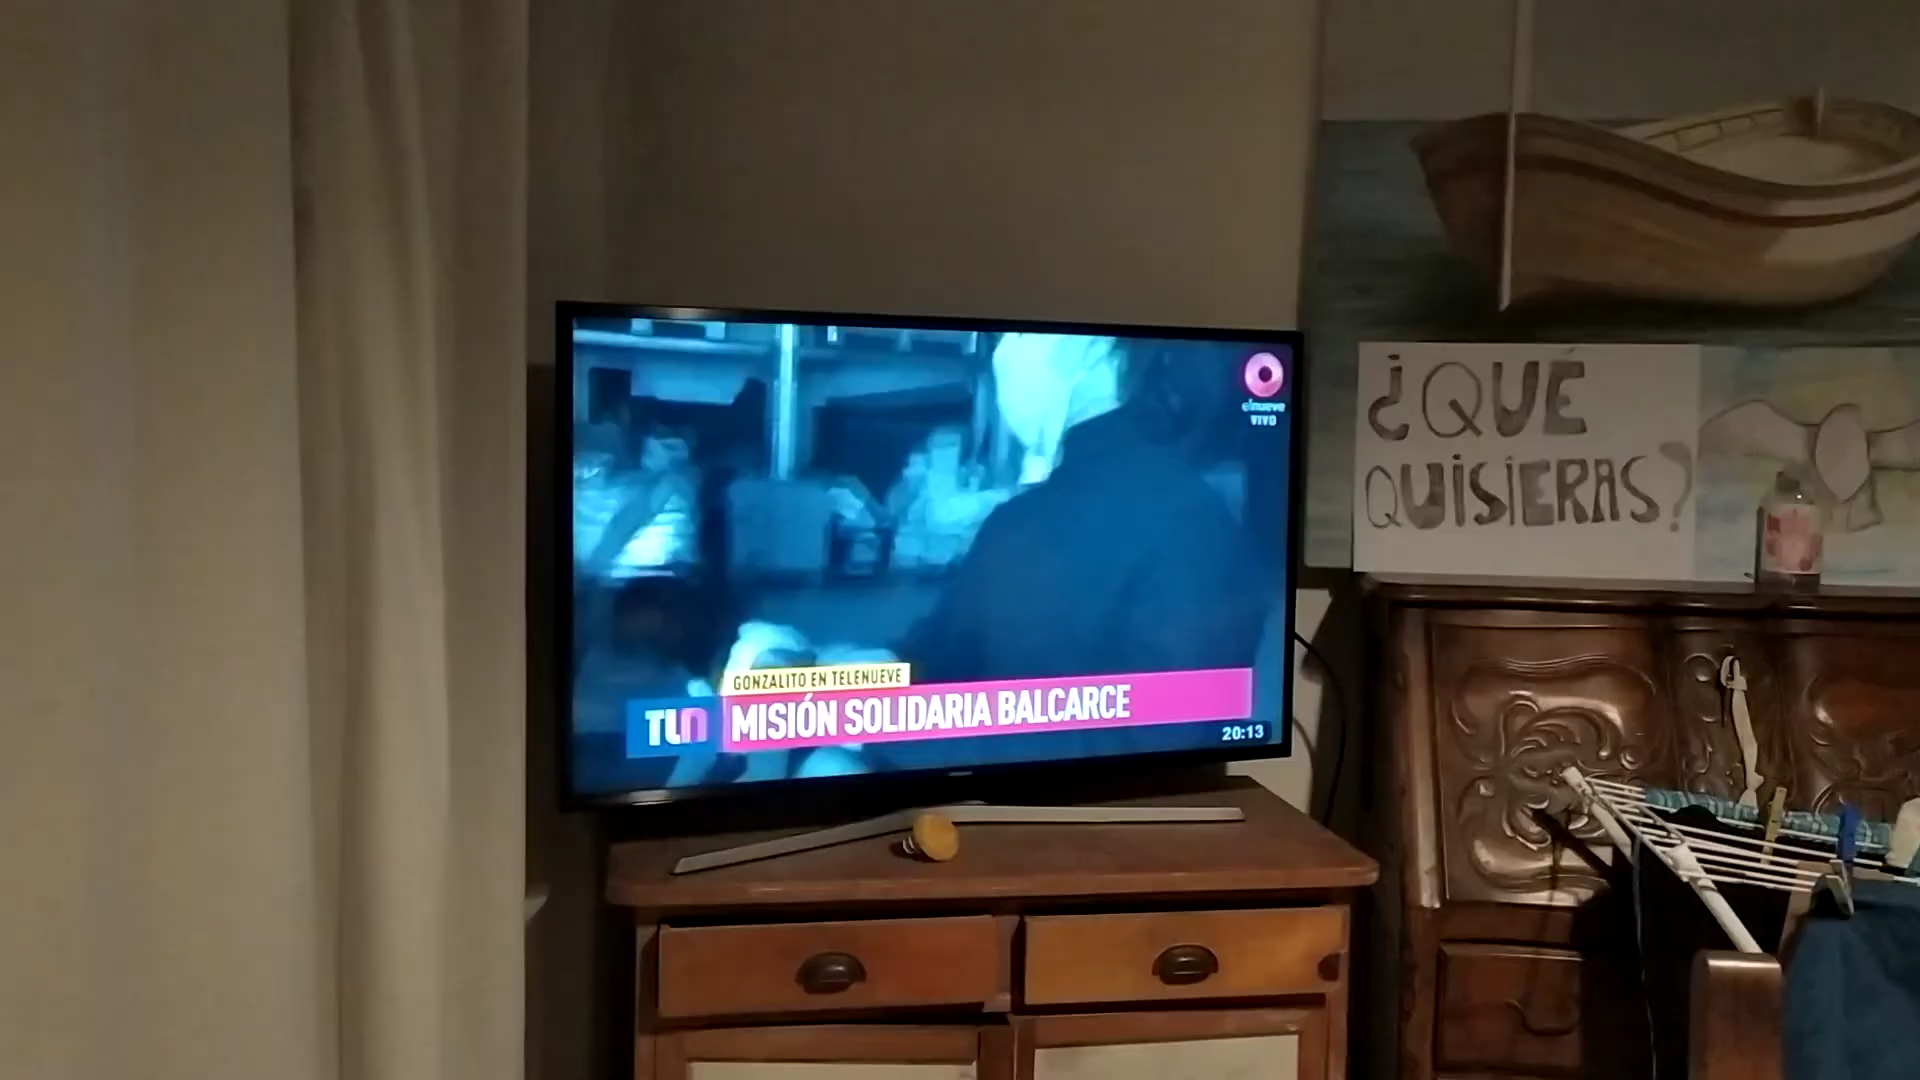 elnueve
VIVO
GONZALITO EN TELENUEVE
TLN
MISIÓN SOLIDARIA BALCARCE
20:13
¿QUÉ
QUISIERAS?